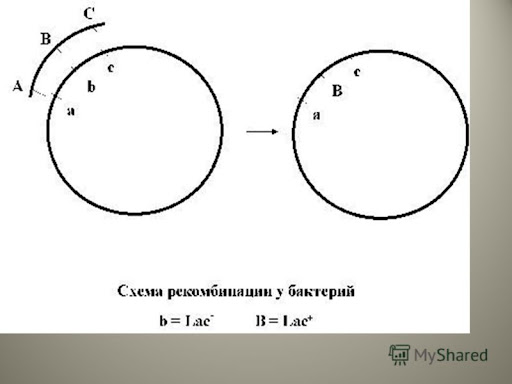 C
B
c
c
A
b
B
a
a
Схема рекомбинации у бактерий
b = Lac⁻ B = Lac⁺
MyShared